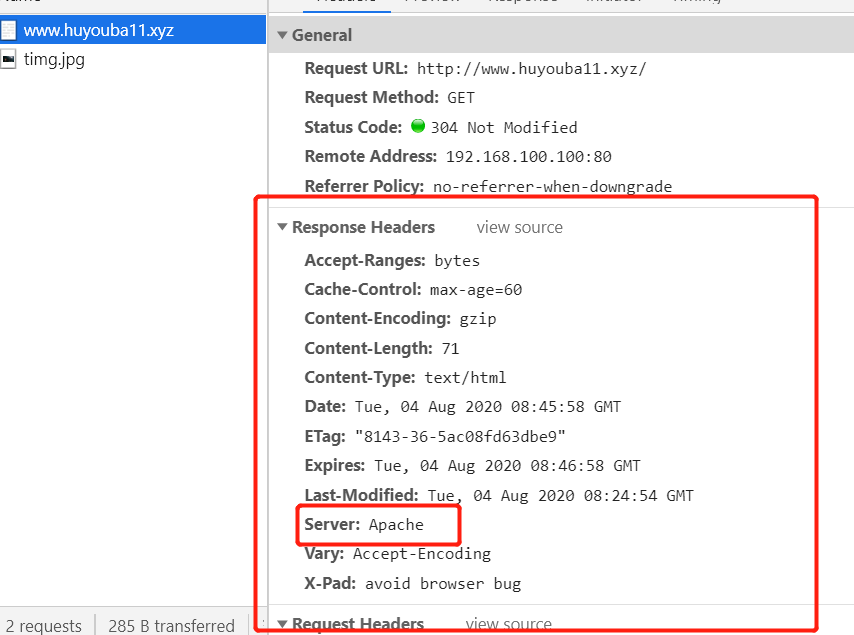 www.huyouba11.xyz
timg.jpg
2 requests
285 B transferred
General
Request URL: http://www.huyouba11.xyz/
Request Method: GET
Status Code: 304 Not Modified
Remote Address: 192.168.100.100:80
Referrer Policy: no-referrer-when-downgrade
Response Headers view source
Accept-Ranges: bytes
Cache-Control: max-age=60
Content-Encoding: gzip
Content-Length: 71
Content-Type: text/html
Date: Tue, 04 Aug 2020 08:45:58 GMT
ETag: "8143-36-5ac08fd63dbe9"
Expires: Tue, 04 Aug 2020 08:46:58 GMT
Last-Modified: Tue, 04 Aug 2020 08:24:54 GMT
Server: Apache
Vary: Accept-Encoding
X-Pad: avoid browser bug
Request Headers view source